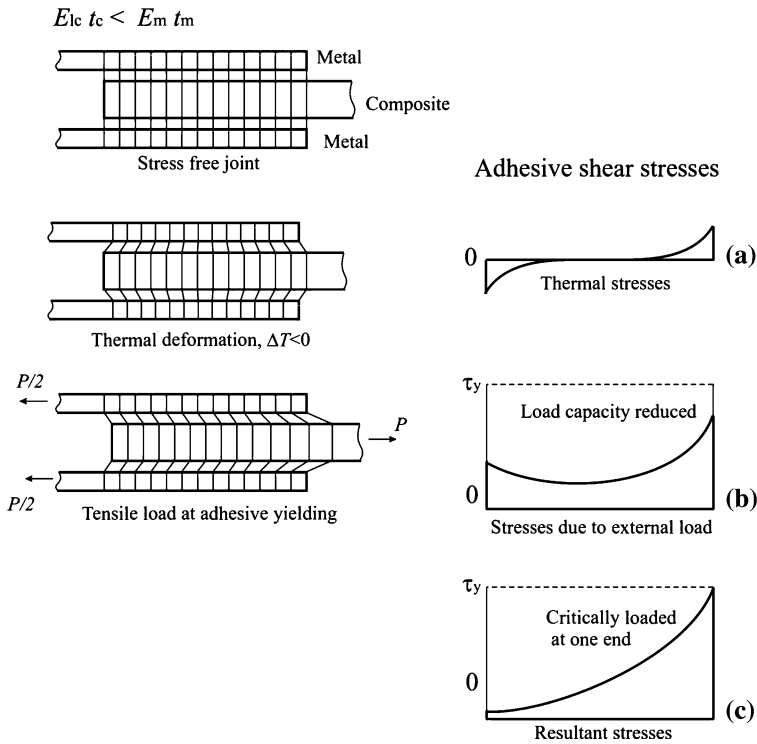 Elc tc < Em tm
Metal
Composite
Metal
Stress free joint
Adhesive shear stresses
0
(a)
Thermal stresses
Thermal deformation, ΔT<0
P/2
P
P/2
Tensile load at adhesive yielding
τy
Load capacity reduced
0
(b)
Stresses due to external load
τy
Critically loaded
at one end
0
(c)
Resultant stresses